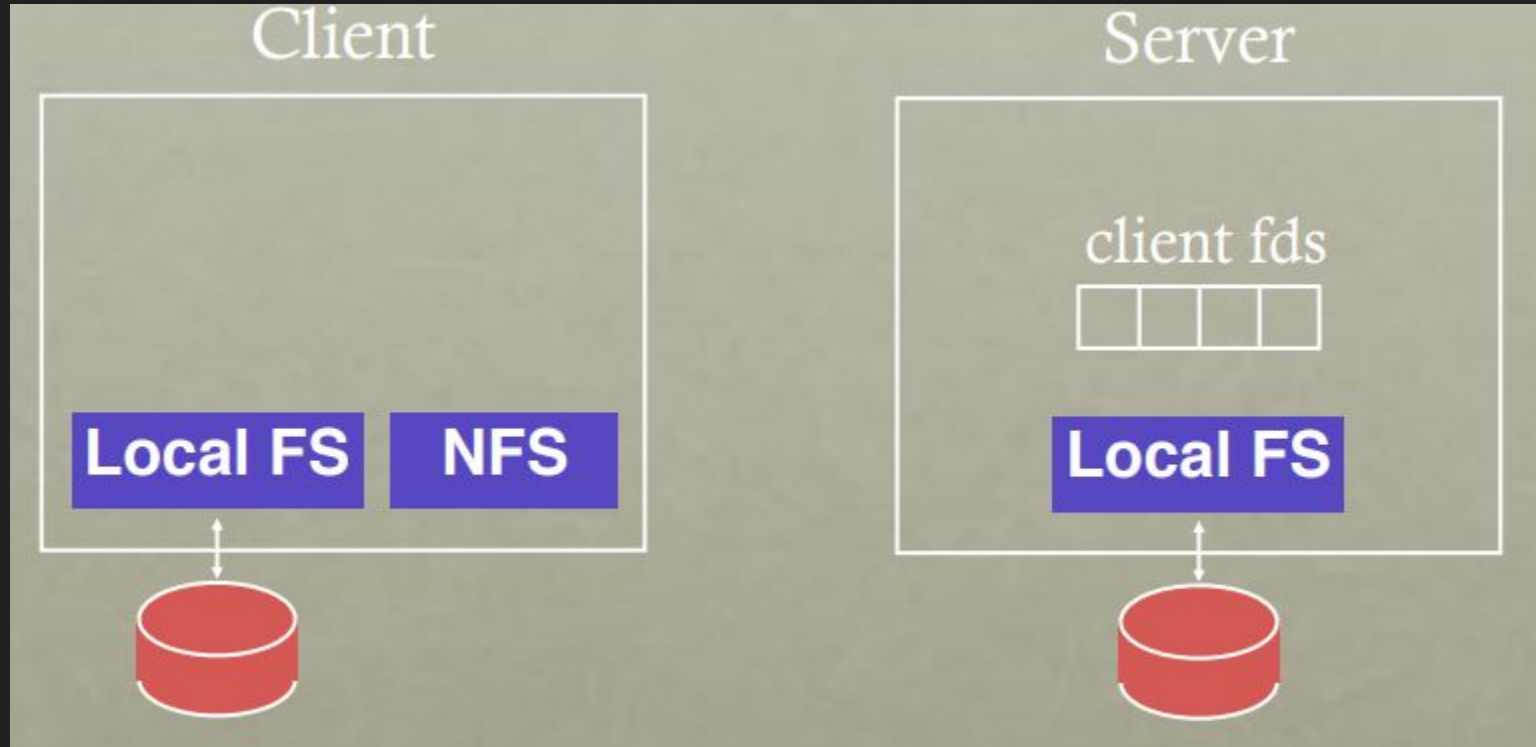 Client
Server
client fds
Local FS
NFS
Local FS